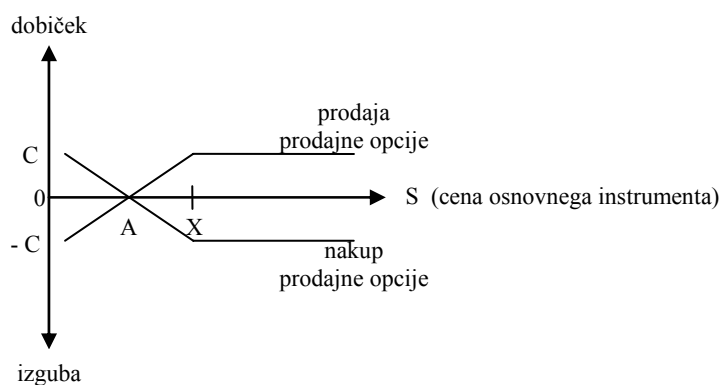 dobiček
prodaja
prodajne opcije
C
0
S (cena osnovnega instrumenta)
A
X
- C
nakup
prodajne opcije
izguba